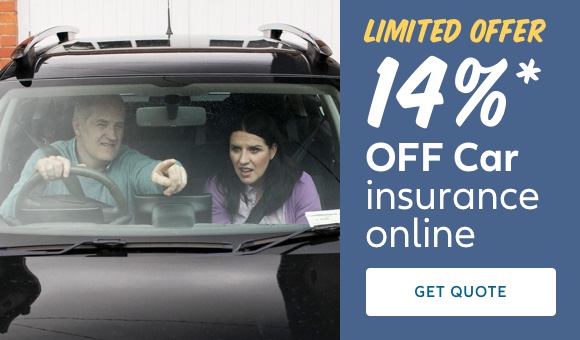 LIMITED OFFER
14%*
OFF Car
insurance
online
GET QUOTE